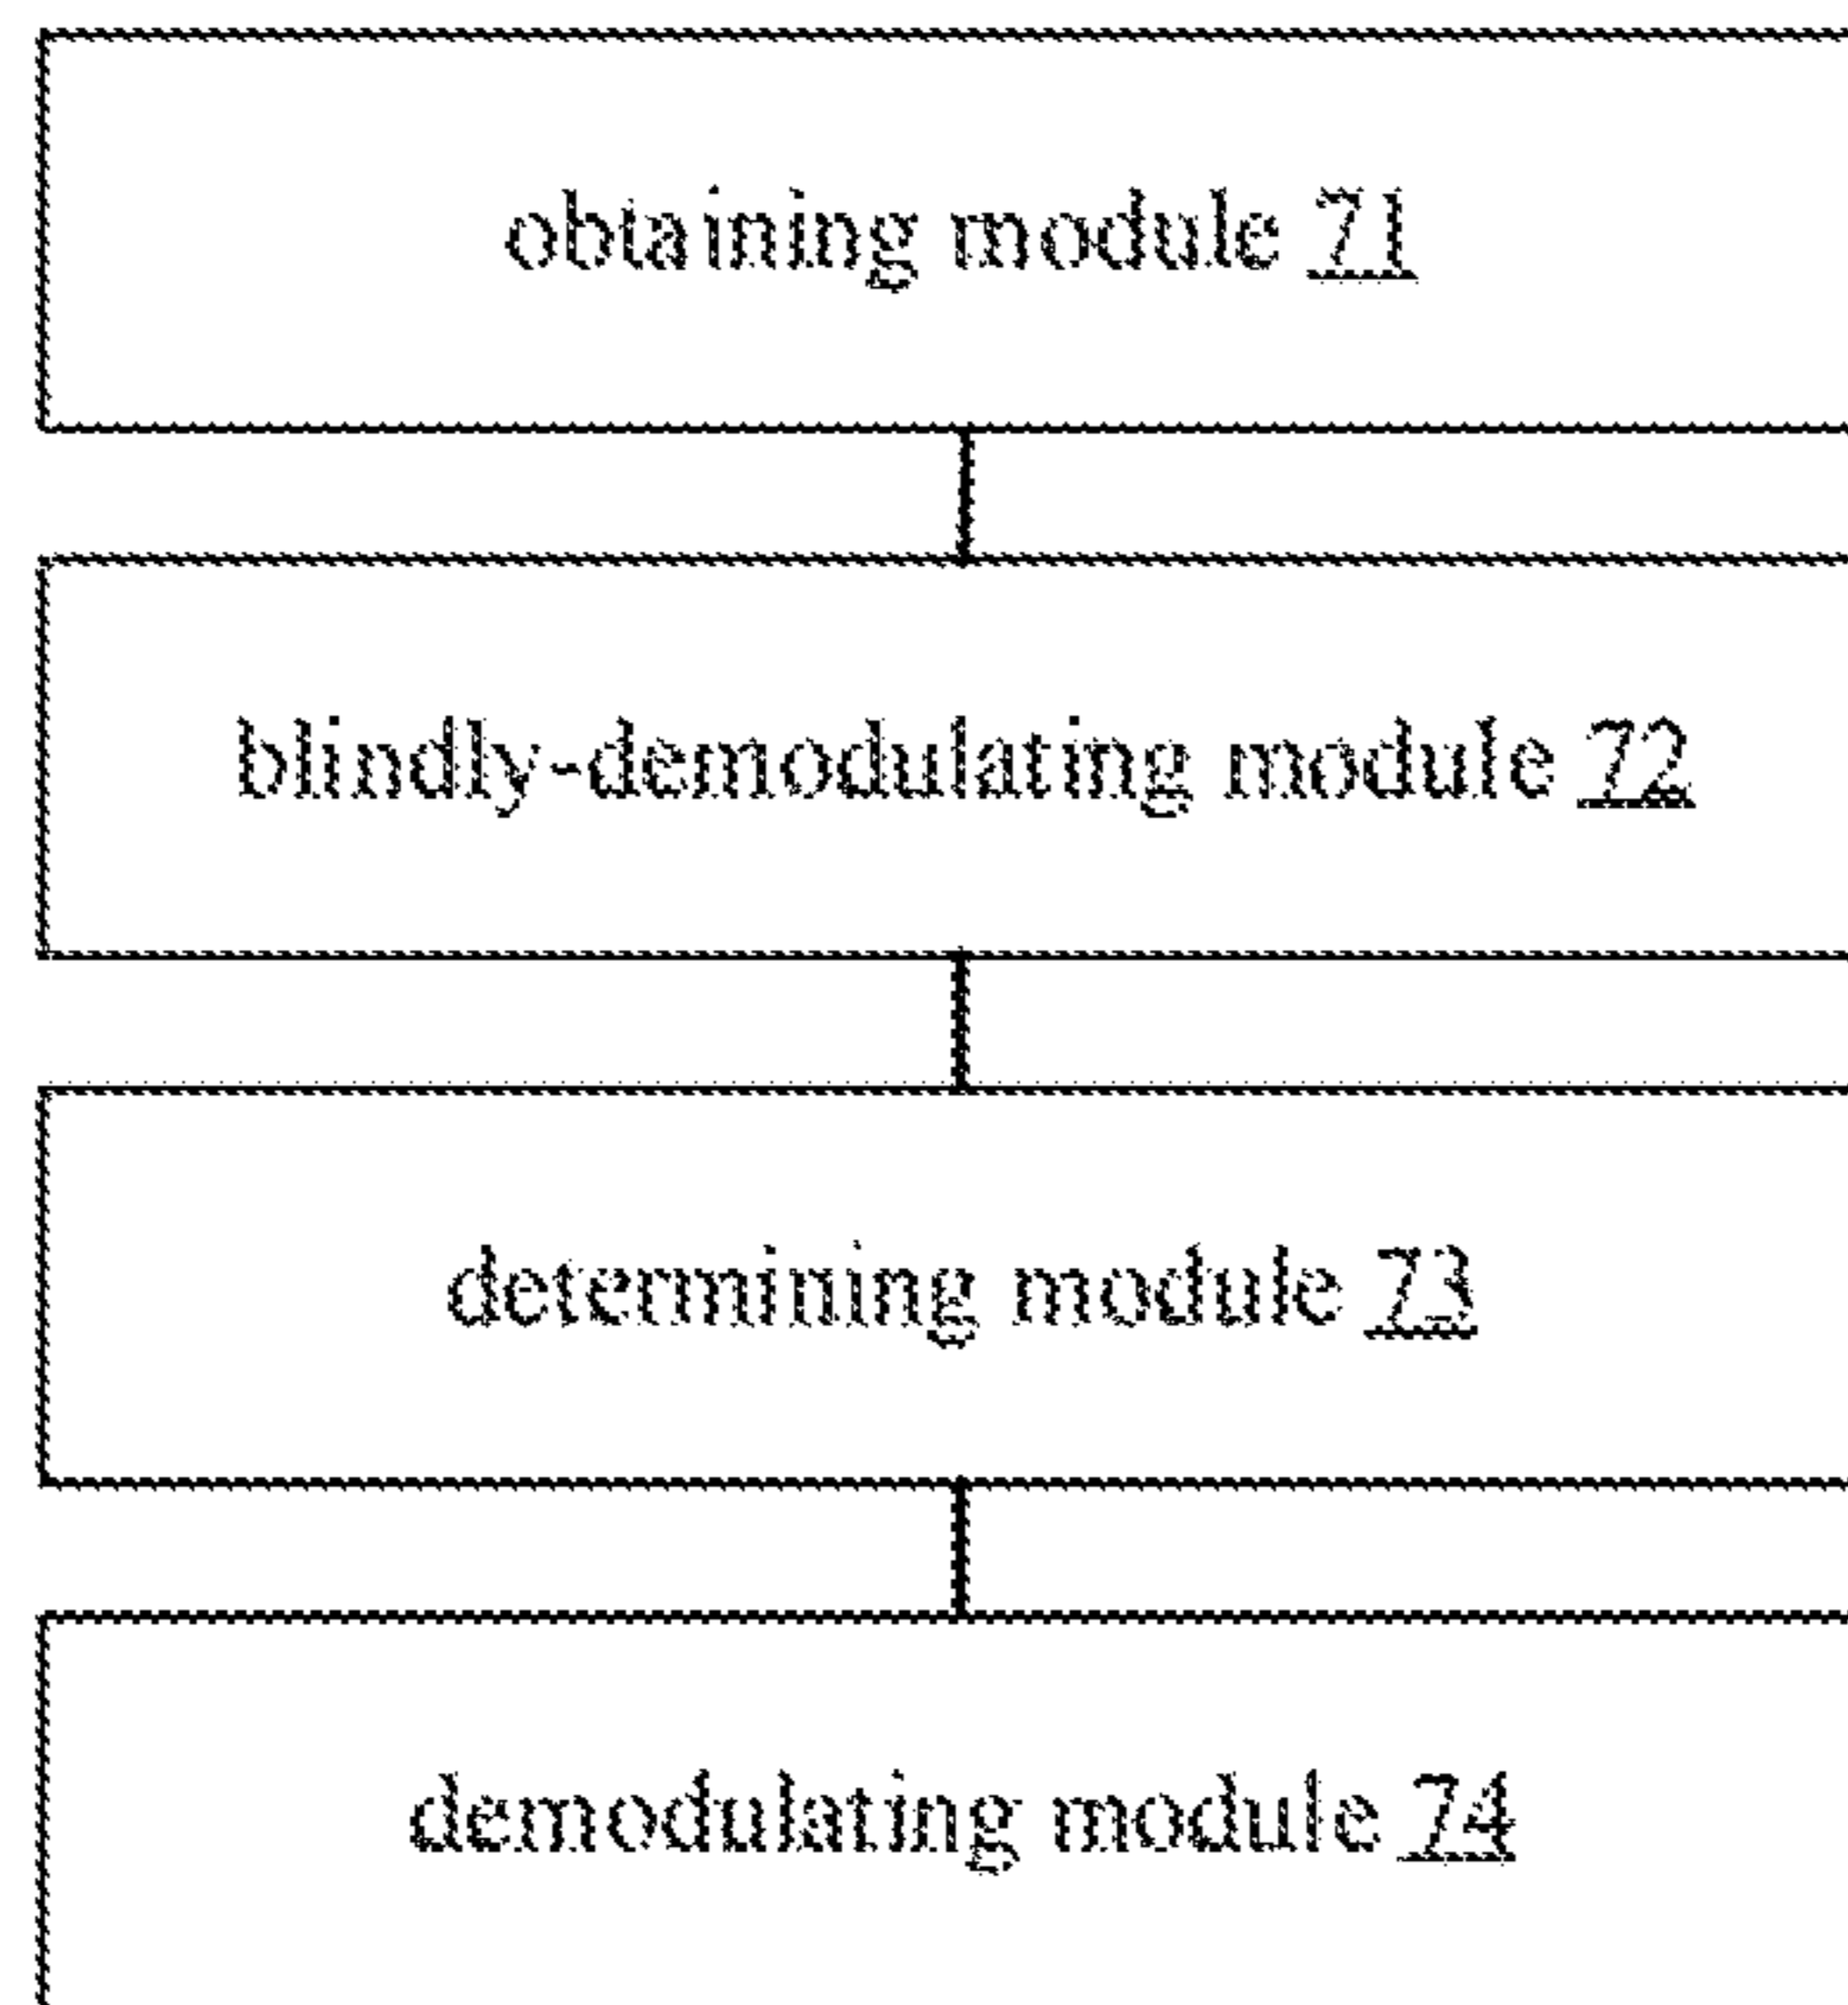 obtaining module 71
blindly-demodulating module 72
determining module 73
demodulating module 74